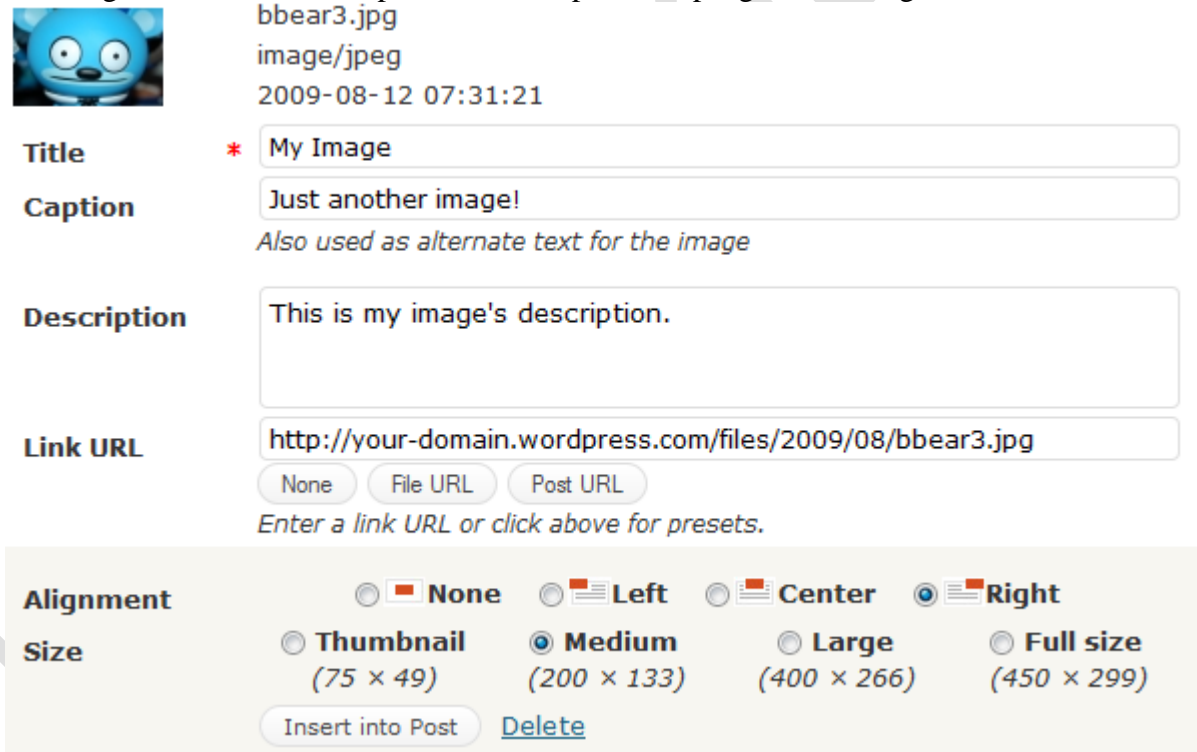 bbear3.jpg
image/jpeg
2009-08-12 07:31:21
Title * My Image
Caption Just another image!
Also used as alternate text for the image
Description This is my image's description.
Link URL http://your-domain.wordpress.com/files/2009/08/bbear3.jpg
None File URL Post URL
Enter a link URL or click above for presets.
Alignment None Left Center Right
Size Thumbnail Medium Large Full size
(75 × 49) (200 × 133) (400 × 266) (450 × 299)
Insert into Post Delete